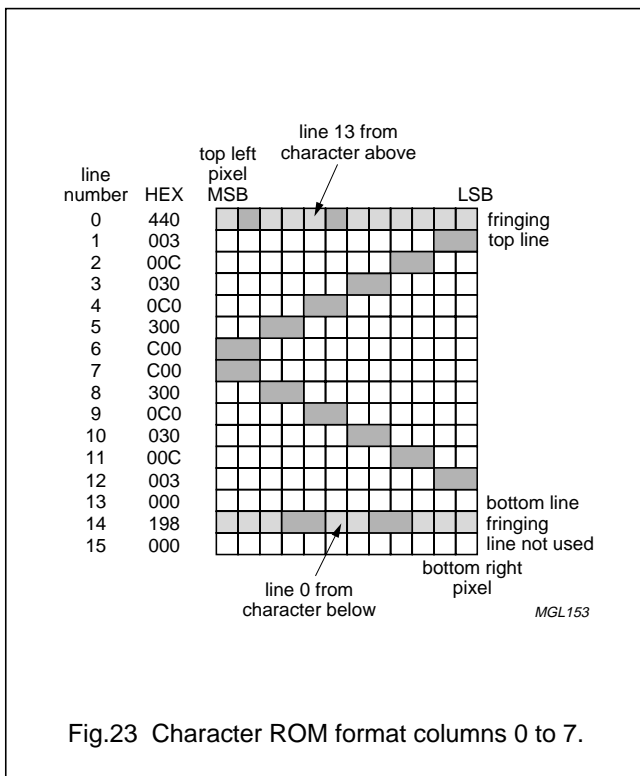 line 13 from
character above
top left
pixel
line
number HEX MSB LSB
0 440 fringing
1 003 top line
2 00C
3 030
4 0C0
5 300
6 C00
7 C00
8 300
9 0C0
10 030
11 00C
12 003
13 000 bottom line
14 198 fringing
15 000 line not used
line 0 from
character below
bottom right
pixel
MGL153
Fig.23 Character ROM format columns 0 to 7.